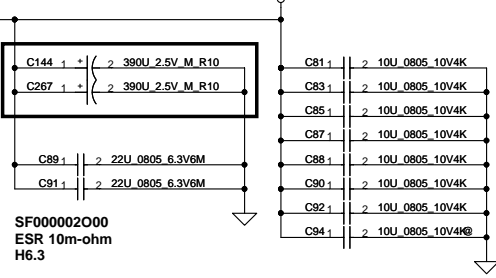 C144 1 + 2 390U_2.5V_M_R10
C267 1 + 2 390U_2.5V_M_R10
C89 1 2 22U_0805_6.3V6M
C91 1 2 22U_0805_6.3V6M
SF000002O00
ESR 10m-ohm
H6.3
C81 1 2 10U_0805_10V4K
C83 1 2 10U_0805_10V4K
C85 1 2 10U_0805_10V4K
C87 1 2 10U_0805_10V4K
C88 1 2 10U_0805_10V4K
C90 1 2 10U_0805_10V4K
C92 1 2 10U_0805_10V4K
C94 1 2 10U_0805_10V4K@